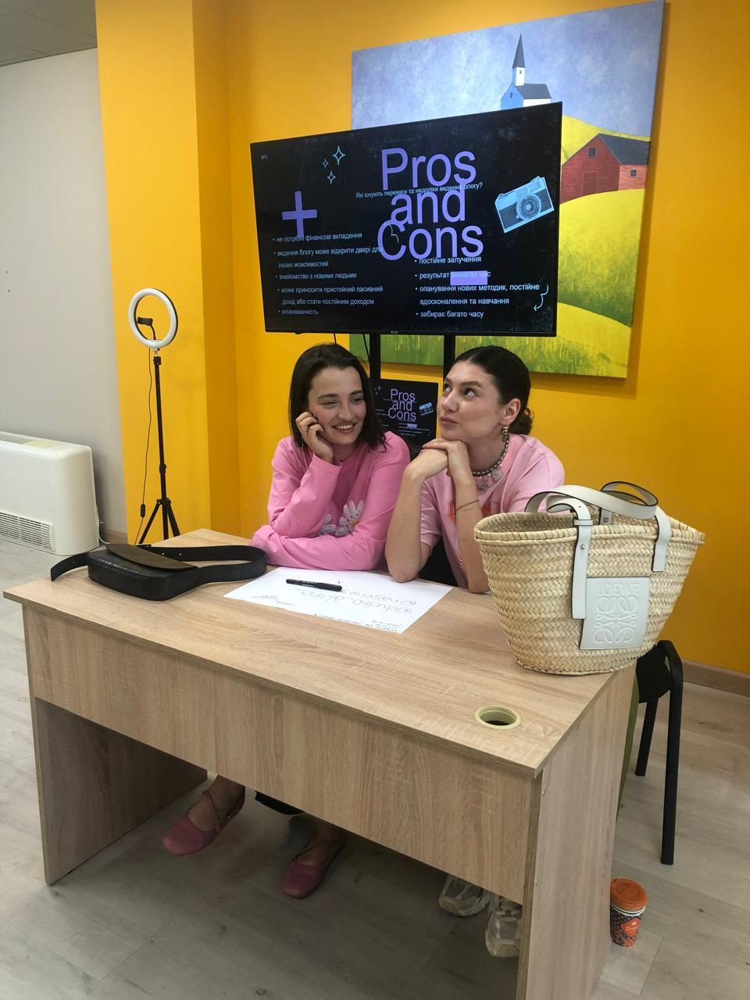 Pros
and
Cons
Які існують переваги та недоліки ведення блогу?
• не потрібні фінансові вкладення
• ведення блогу може відкрити двері для
інших можливостей
• знайомство з новими людьми
• може приносити пристойний пасивний
дохід або стати постійним доходом
• впізнаванність
• постійне залучення
• результат вимагає час
• опанування нових методик, постійне
вдосконалення та навчання
• забирає багато часу
KIVI
Pros
and
Cons
@dudko_alina
LOEWE